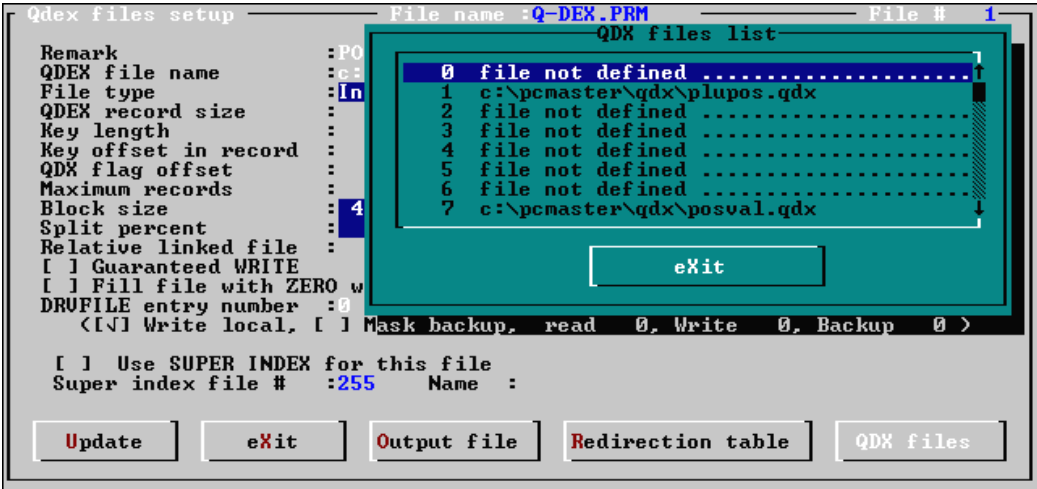 Qdex files setup File name :Q-DEX.PRM File # 1
QDX files list
Remark :PO
QDEX file name :c:
File type :In
QDEX record size :
Key length :
Key offset in record :
QDX flag offset :
Maximum records :
Block size : 4
Split percent :
Relative linked file :
[ ] Guaranteed WRITE
[ ] Fill file with ZERO w
DRVFILE entry number :0
0 file not defined ......................
1 c:\pcmaster\qdx\plupos.qdx
2 file not defined ......................
3 file not defined ......................
4 file not defined ......................
5 file not defined ......................
6 file not defined ......................
7 c:\pcmaster\qdx\posval.qdx
eXit
([√] Write local, [ ] Mask backup, read 0, Write 0, Backup 0 )
[ ] Use SUPER INDEX for this file
Super index file # :255 Name :
Update eXit Output file Redirection table QDX files